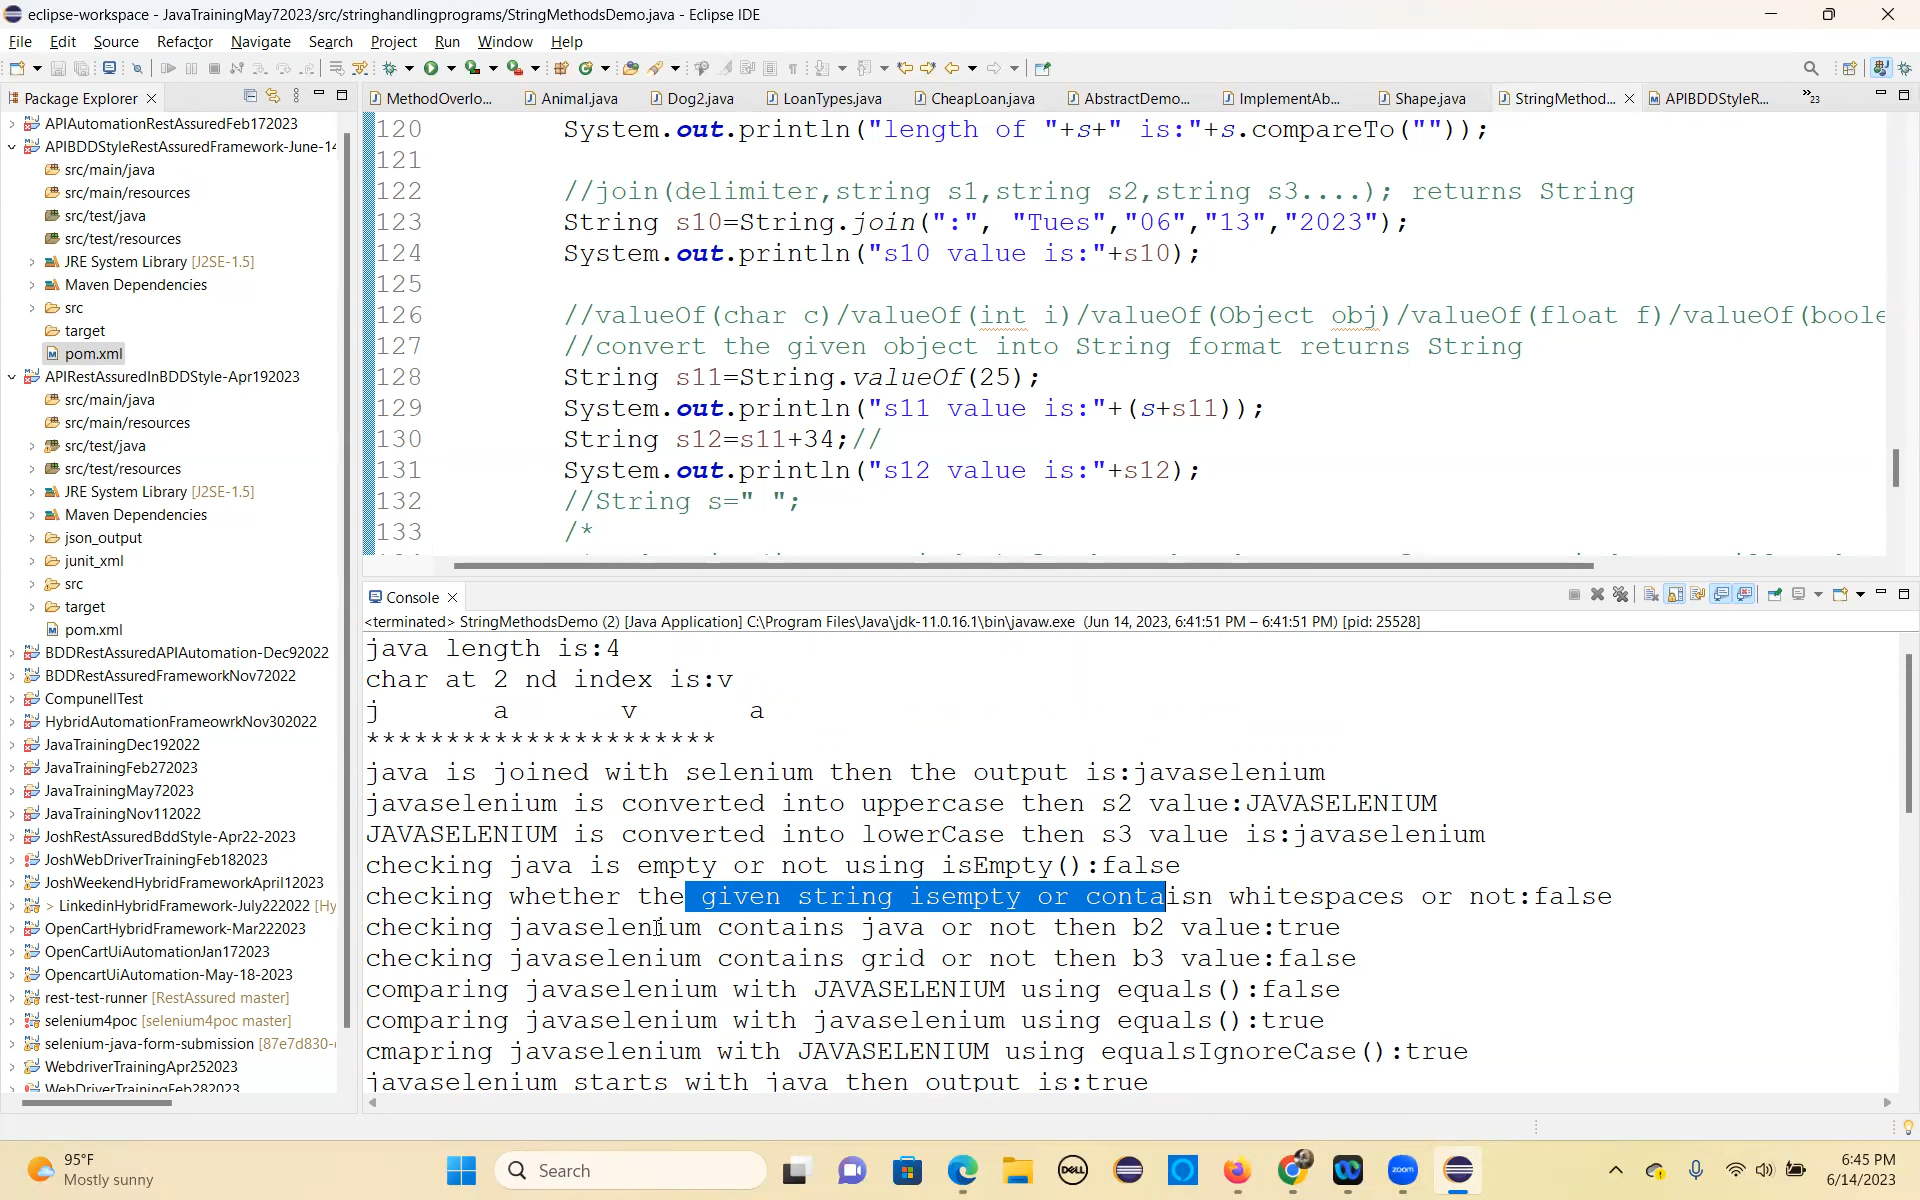 eclipse-workspace - JavaTrainingMay72023/src/stringhandlingprograms/StringMethodsDemo.java - Eclipse IDE
File Edit Source Refactor Navigate Search Project Run Window Help
Package Explorer
APIAutomationRestAssuredFeb172023
APIBDDStyleRestAssuredFramework-June-14
src/main/java
src/main/resources
src/test/java
src/test/resources
JRE System Library [J2SE-1.5]
Maven Dependencies
src
target
pom.xml
APIRestAssuredInBDDStyle-Apr192023
src/main/java
src/main/resources
src/test/java
src/test/resources
JRE System Library [J2SE-1.5]
Maven Dependencies
json_output
junit_xml
src
target
pom.xml
BDDRestAssuredAPIAutomation-Dec92022
BDDRestAssuredFrameworkNov72022
CompunellTest
HybridAutomationFrameowrkNov302022
JavaTrainingDec192022
JavaTrainingFeb272023
JavaTrainingMay72023
JavaTrainingNov112022
JoshRestAssuredBddStyle-Apr22-2023
JoshWebDriverTrainingFeb182023
JoshWeekendHybridFrameworkApril12023
> LinkedinHybridFramework-July222022 [Hy
OpenCartHybridFramework-Mar222023
OpenCartUiAutomationJan172023
OpencartUiAutomation-May-18-2023
rest-test-runner [RestAssured master]
selenium4poc [selenium4poc master]
selenium-java-form-submission [87e7d830-
WebdriverTrainingApr252023
WebDriverTrainingFeb282023
MethodOverlo... Animal.java Dog2.java LoanTypes.java CheapLoan.java AbstractDemo... ImplementAb... Shape.java StringMethod... APIBDDStyleR... »23
120 System.out.println("length of "+s+" is:"+s.compareTo(""));
121
122 //join(delimiter,string s1,string s2,string s3....); returns String
123 String s10=String.join(":", "Tues","06","13","2023");
124 System.out.println("s10 value is:"+s10);
125
126 //valueOf(char c)/valueOf(int i)/valueOf(Object obj)/valueOf(float f)/valueOf(boole
127 //convert the given object into String format returns String
128 String s11=String.valueOf(25);
129 System.out.println("s11 value is:"+(s+s11));
130 String s12=s11+34;//
131 System.out.println("s12 value is:"+s12);
132 //String s=" ";
133 /*
Console
<terminated> StringMethodsDemo (2) [Java Application] C:\Program Files\Java\jdk-11.0.16.1\bin\javaw.exe (Jun 14, 2023, 6:41:51 PM – 6:41:51 PM) [pid: 25528]
java length is:4
char at 2 nd index is:v
j a v a
**********************
java is joined with selenium then the output is:javaselenium
javaselenium is converted into uppercase then s2 value:JAVASELENIUM
JAVASELENIUM is converted into lowerCase then s3 value is:javaselenium
checking java is empty or not using isEmpty():false
checking whether the given string isempty or contaisn whitespaces or not:false
checking javaselenium contains java or not then b2 value:true
checking javaselenium contains grid or not then b3 value:false
comparing javaselenium with JAVASELENIUM using equals():false
comparing javaselenium with javaselenium using equals():true
cmapring javaselenium with JAVASELENIUM using equalsIgnoreCase():true
javaselenium starts with java then output is:true
95°F
Mostly sunny
Search
DELL
zoom
6:45 PM
6/14/2023